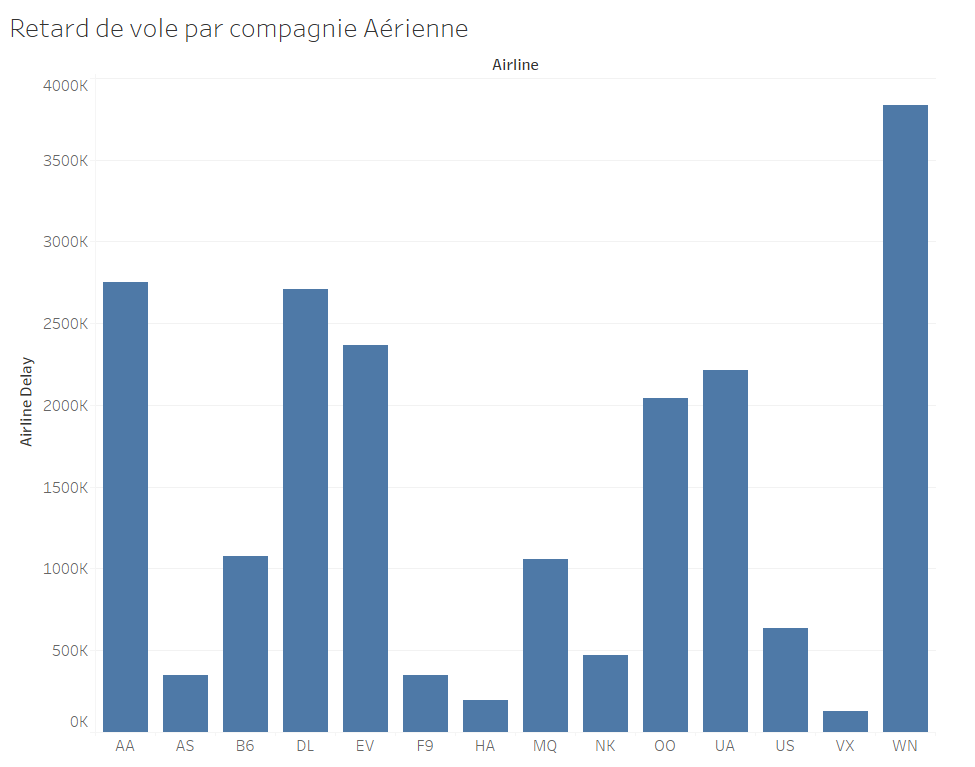 Retard de vole par compagnie Aérienne
Airline
4000K
3500K
3000K
2500K
2000K
1500K
1000K
500K
0K
Airline Delay
AA AS B6 DL EV F9 HA MQ NK OO UA US VX WN